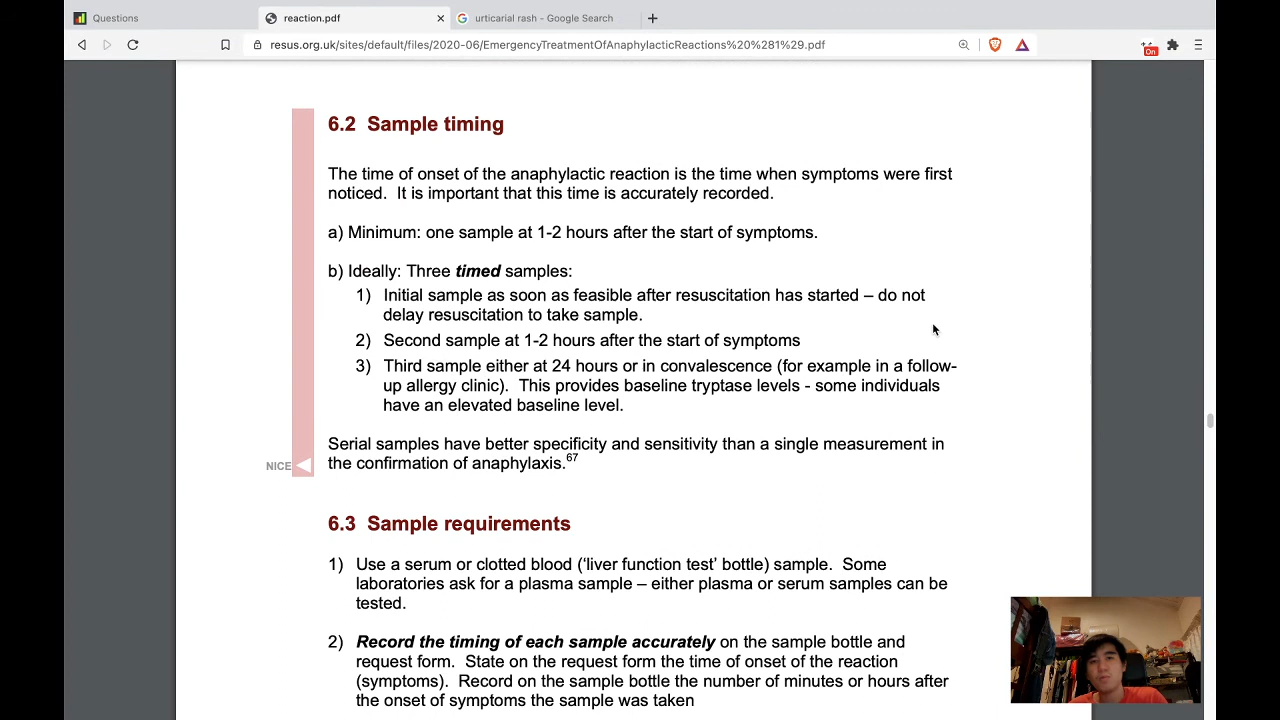 Questions
reaction.pdf
urticarial rash - Google Search
resus.org.uk/sites/default/files/2020-06/EmergencyTreatmentOfAnaphylacticReactions%20%281%29.pdf
On
6.2 Sample timing
The time of onset of the anaphylactic reaction is the time when symptoms were first
noticed. It is important that this time is accurately recorded.
a) Minimum: one sample at 1-2 hours after the start of symptoms.
b) Ideally: Three timed samples:
1) Initial sample as soon as feasible after resuscitation has started – do not
delay resuscitation to take sample.
2) Second sample at 1-2 hours after the start of symptoms
3) Third sample either at 24 hours or in convalescence (for example in a follow-
up allergy clinic). This provides baseline tryptase levels - some individuals
have an elevated baseline level.
Serial samples have better specificity and sensitivity than a single measurement in
NICE
the confirmation of anaphylaxis.67
6.3 Sample requirements
1) Use a serum or clotted blood (‘liver function test’ bottle) sample. Some
laboratories ask for a plasma sample – either plasma or serum samples can be
tested.
2) Record the timing of each sample accurately on the sample bottle and
request form. State on the request form the time of onset of the reaction
(symptoms). Record on the sample bottle the number of minutes or hours after
the onset of symptoms the sample was taken